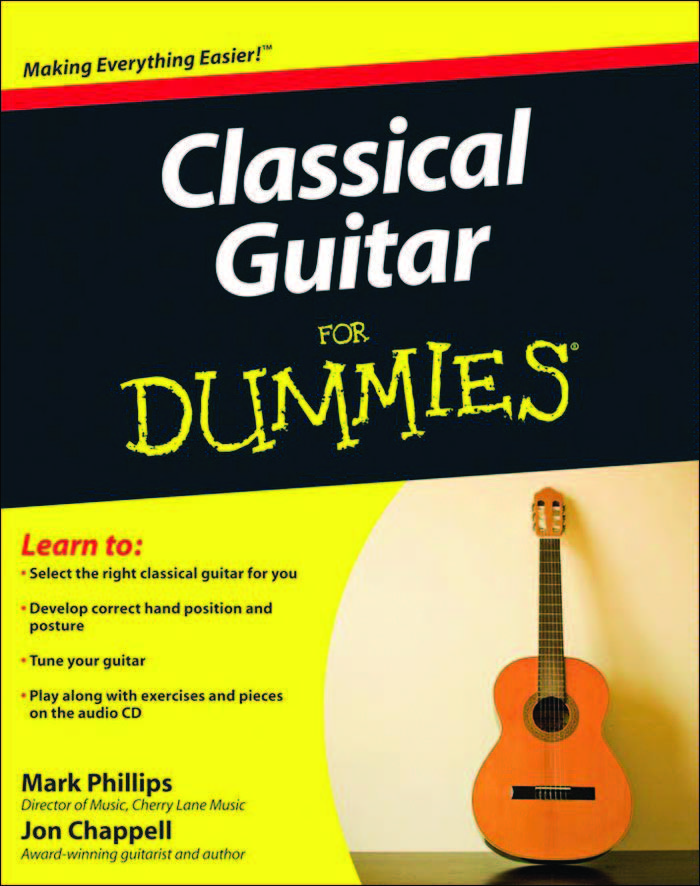 Making Everything Easier!™
Classical
Guitar
FOR
DUMMIES®
Learn to:
• Select the right classical guitar for you
• Develop correct hand position and
posture
• Tune your guitar
• Play along with exercises and pieces
on the audio CD
Mark Phillips
Director of Music, Cherry Lane Music
Jon Chappell
Award-winning guitarist and author